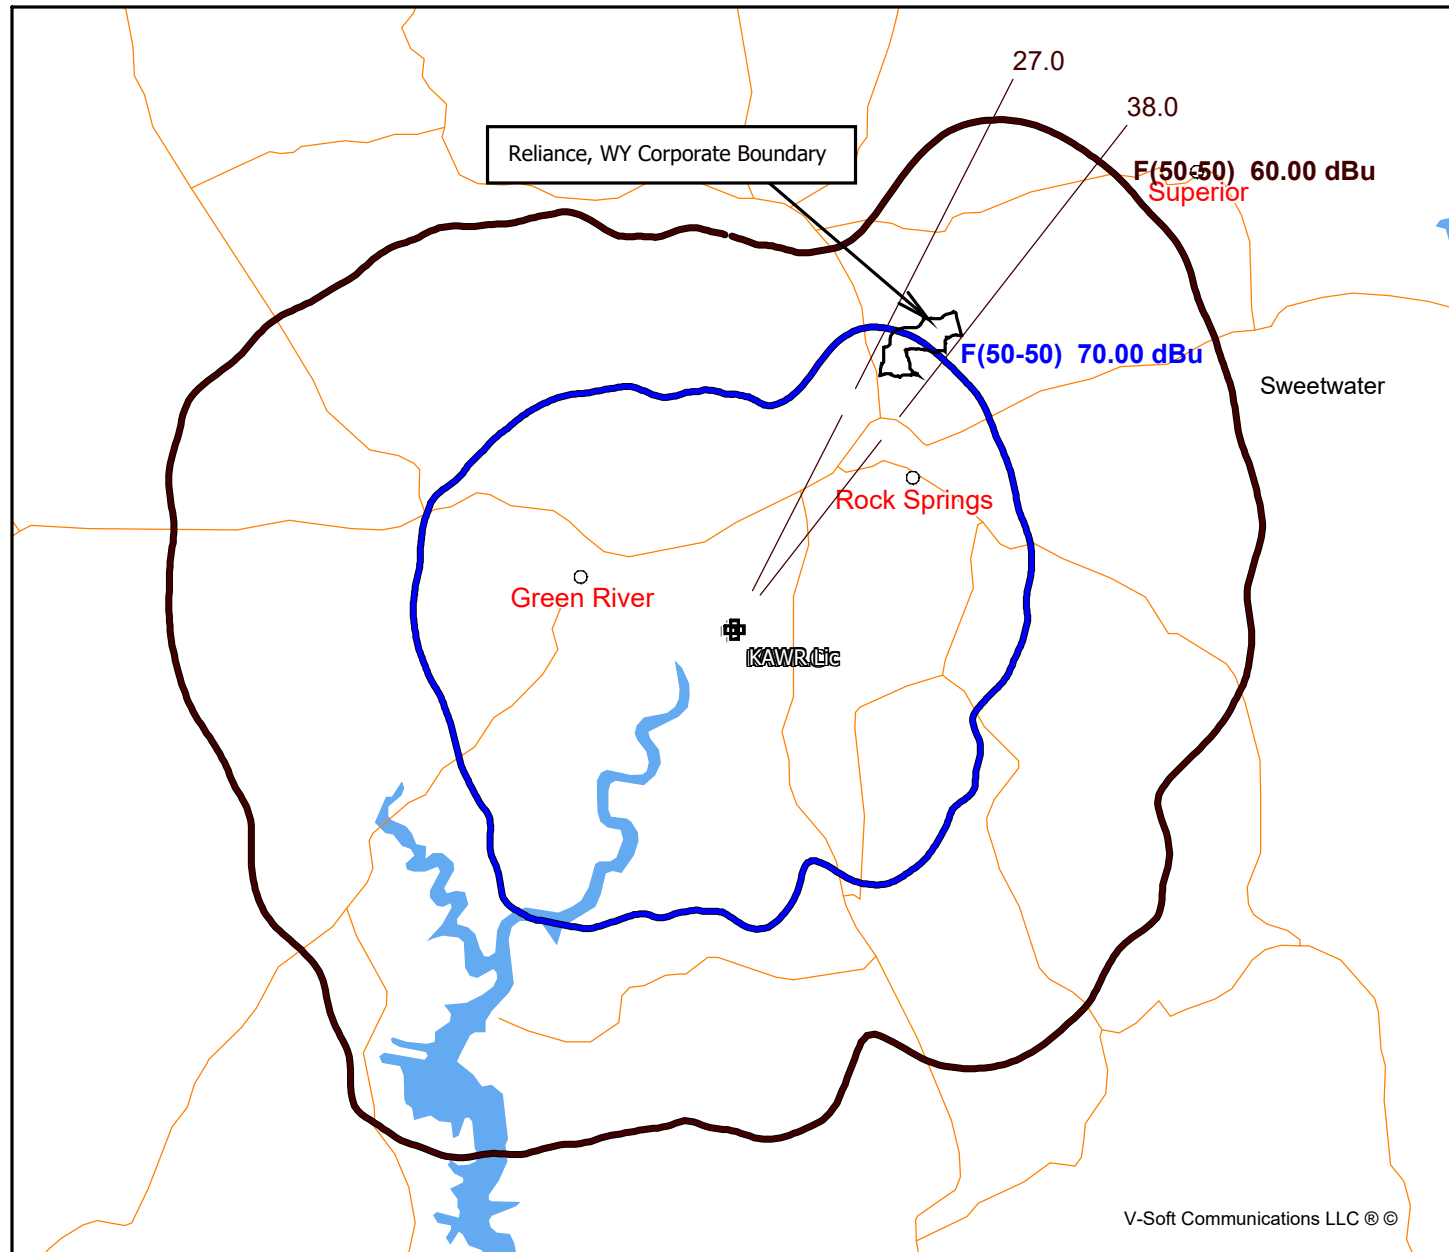 27.0
38.0
Reliance, WY Corporate Boundary
F(50-50) 60.00 dBu
Superior
F(50-50) 70.00 dBu
Sweetwater
Rock Springs
Green River
KAWR.Lic
V-Soft Communications LLC ® ©